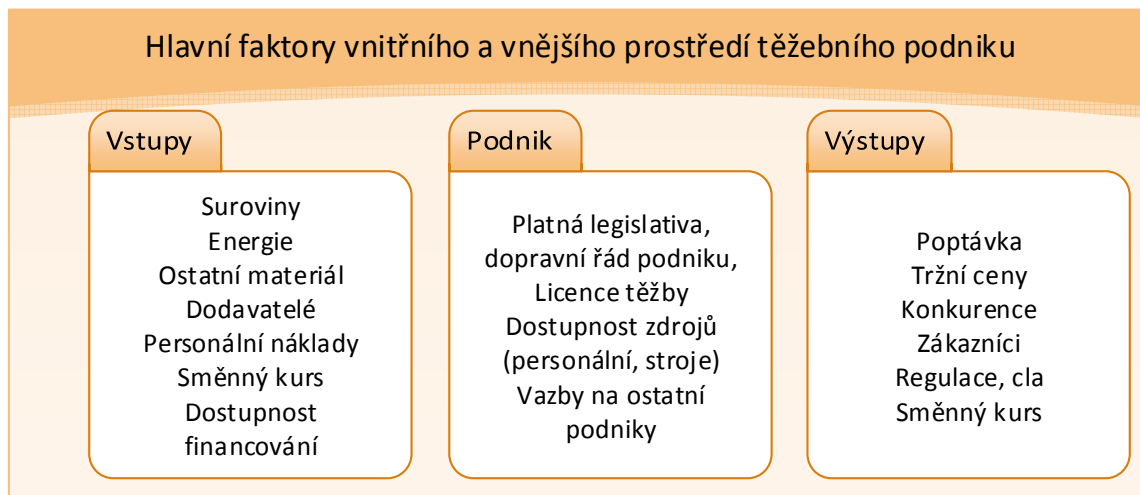 Hlavní faktory vnitřního a vnějšího prostředí těžebního podniku
Vstupy
Suroviny
Energie
Ostatní materiál
Dodavatelé
Personální náklady
Směnný kurs
Dostupnost
financování
Podnik
Platná legislativa,
dopravní řád podniku,
Licence těžby
Dostupnost zdrojů
(personální, stroje)
Vazby na ostatní
podniky
Výstupy
Poptávka
Tržní ceny
Konkurence
Zákazníci
Regulace, cla
Směnný kurs